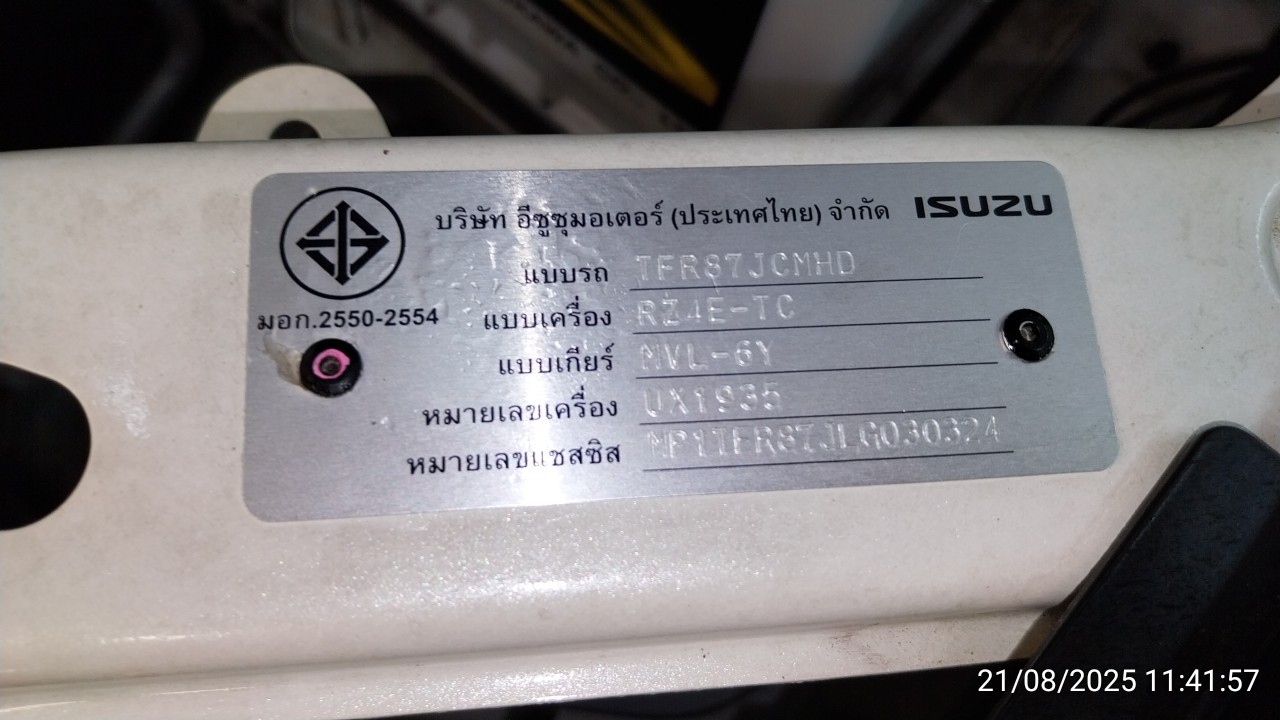 บริษัท อีซูซุมอเตอร์ (ประเทศไทย) จำกัด ISUZU
แบบรถ TFR87JCMHD
มอก.2550-2554
แบบเครื่อง RZ4E-TC
แบบเกียร์ MVL-6Y
หมายเลขเครื่อง UX1935
หมายเลขแชสซิส MP1TFR87JLG030324
21/08/2025 11:41:57